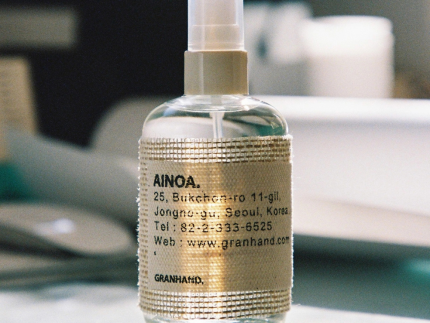 AINOA.
25, Bukchon-ro 11-gil,
Jongno-gu, Seoul, Korea
Tel : 82-2-333-6525
Web : www.granhand.com
GRANHAND.